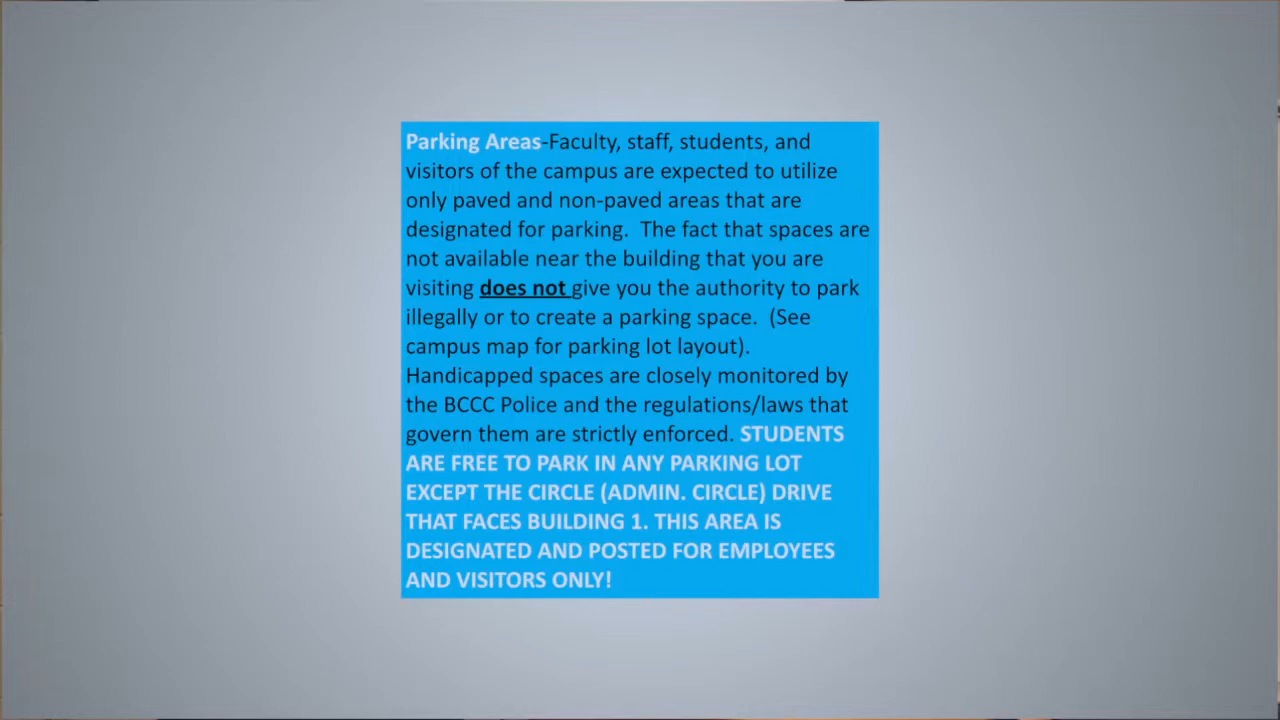 Parking Areas-Faculty, staff, students, and
visitors of the campus are expected to utilize
only paved and non-paved areas that are
designated for parking.  The fact that spaces are
not available near the building that you are
visiting does not give you the authority to park
illegally or to create a parking space.  (See
campus map for parking lot layout).
Handicapped spaces are closely monitored by
the BCCC Police and the regulations/laws that
govern them are strictly enforced. STUDENTS
ARE FREE TO PARK IN ANY PARKING LOT
EXCEPT THE CIRCLE (ADMIN. CIRCLE) DRIVE
THAT FACES BUILDING 1. THIS AREA IS
DESIGNATED AND POSTED FOR EMPLOYEES
AND VISITORS ONLY!